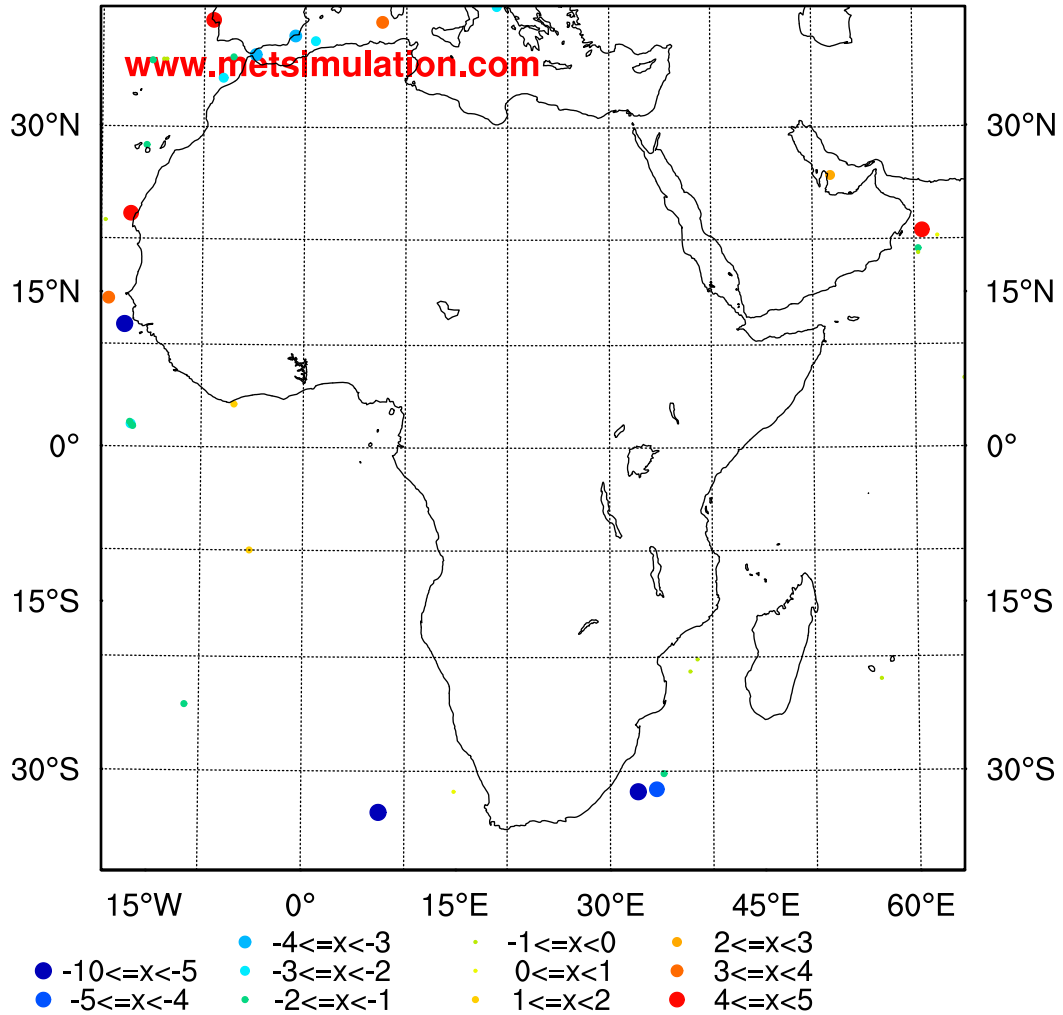 www.metsimulation.com
30°N 30°N
15°N 15°N
0° 0°
15°S 15°S
30°S 30°S
15°W 0° 15°E 30°E 45°E 60°E
-4<=x<-3 -1<=x<0 2<=x<3
-10<=x<-5 -3<=x<-2 0<=x<1 3<=x<4
-5<=x<-4 -2<=x<-1 1<=x<2 4<=x<5